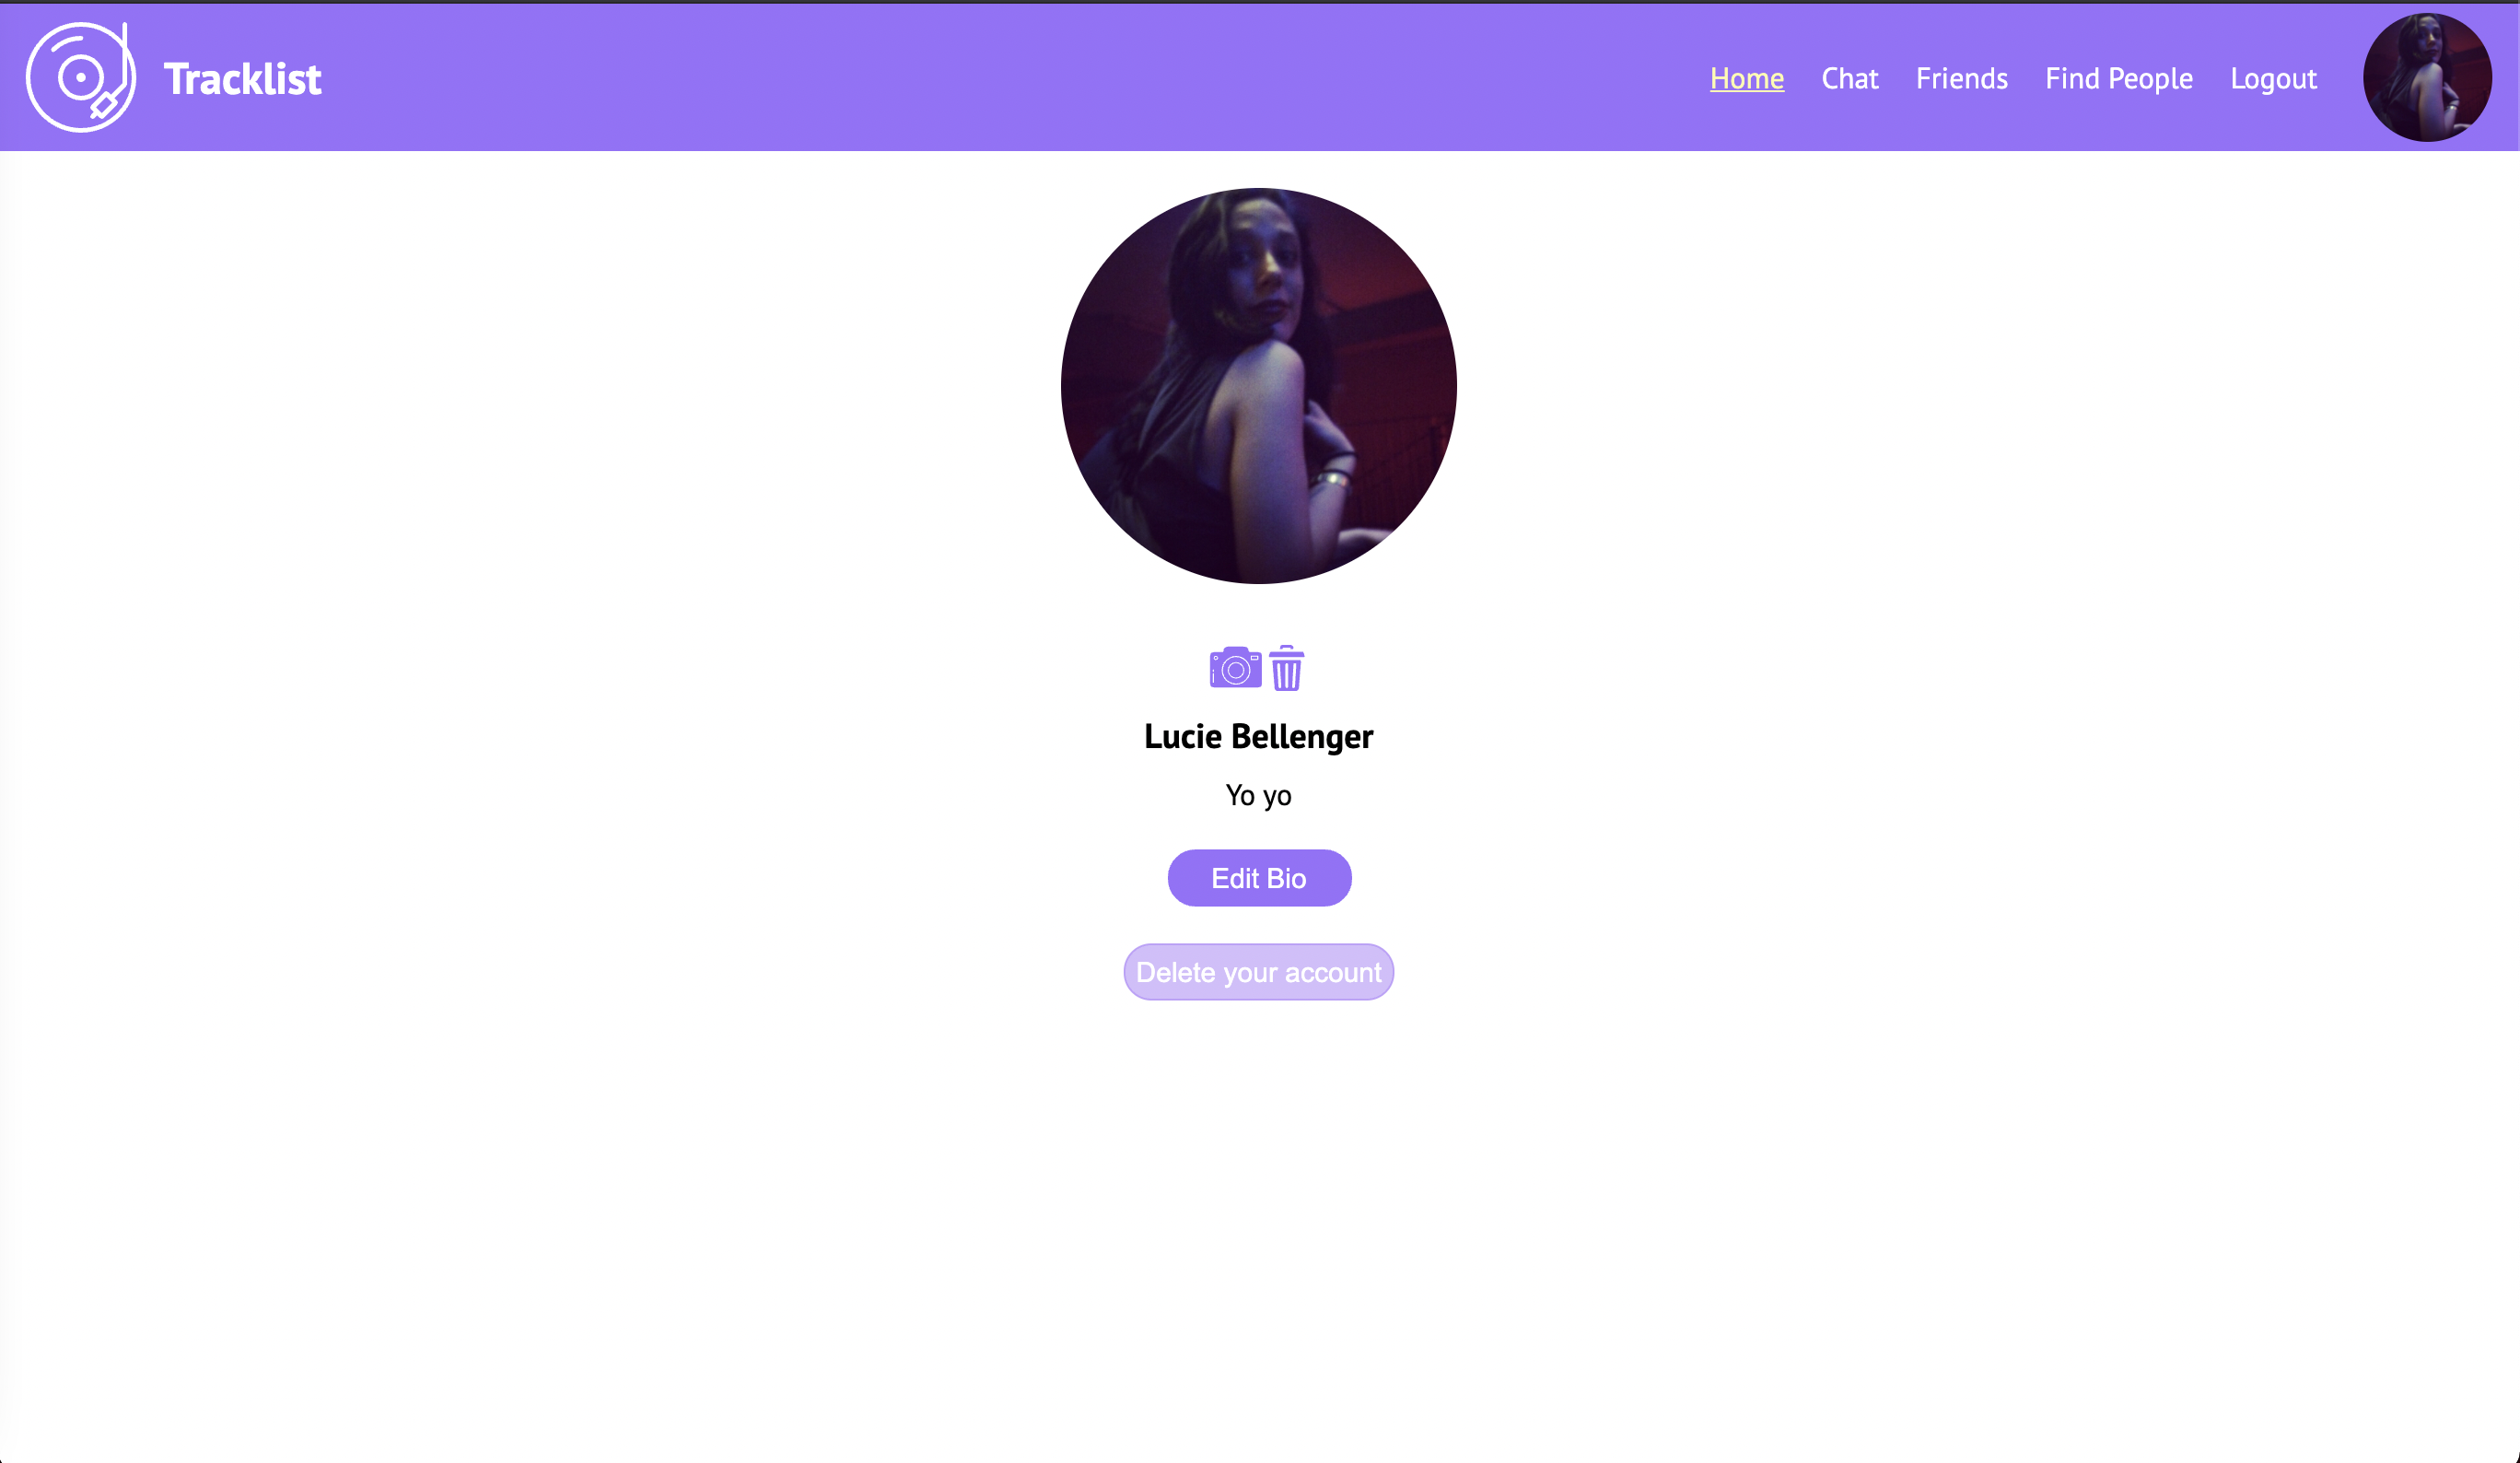 Tracklist
Home Chat Friends Find People Logout
Lucie Bellenger
Yo yo
Edit Bio
Delete your account